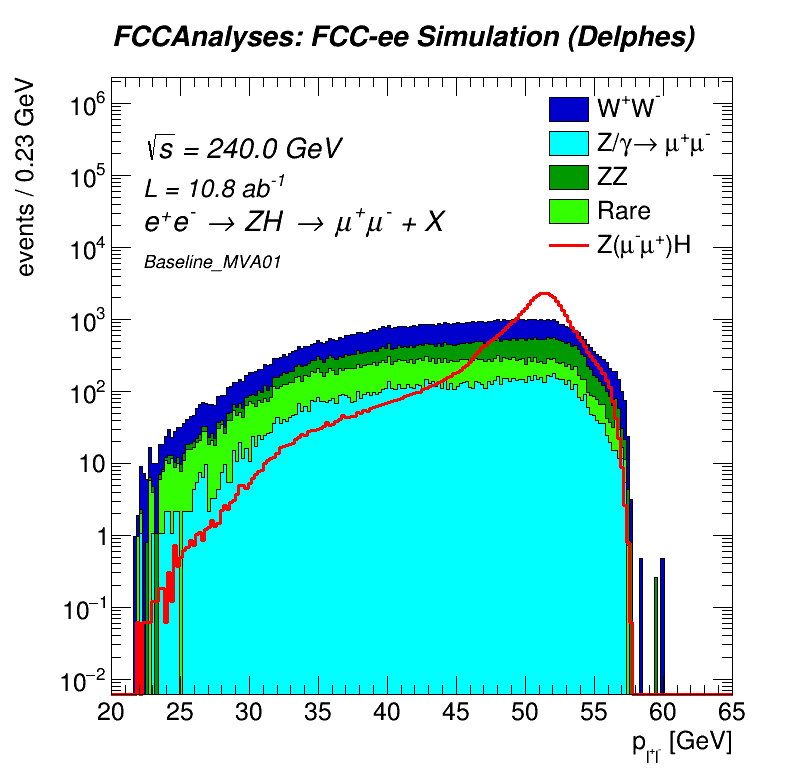 FCCAnalyses: FCC-ee Simulation (Delphes)
events / 0.23 GeV
10⁶
10⁵
10⁴
10³
10²
10
1
10⁻¹
10⁻²
√s = 240.0 GeV
L = 10.8 ab⁻¹
e⁺e⁻ → ZH → μ⁺μ⁻ + X
Baseline_MVA01
W⁺W⁻
Z/γ→ μ⁺μ⁻
ZZ
Rare
Z(μ⁻μ⁺)H
20 25 30 35 40 45 50 55 60 65
p_l⁺l⁻ [GeV]